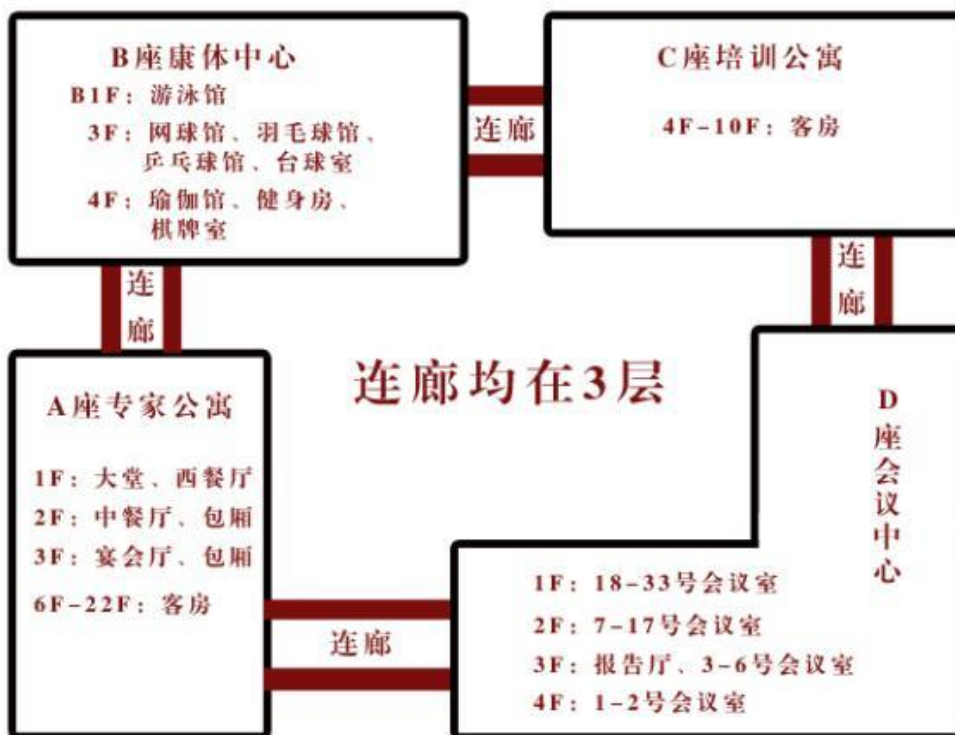 B座康体中心
B1F：游泳馆
3F：网球馆、羽毛球馆、
乒乓球馆、台球室
4F：瑜伽馆、健身房、
棋牌室
连廊
C座培训公寓
4F-10F：客房
连廊
连廊
连廊均在3层
A座专家公寓
1F：大堂、西餐厅
2F：中餐厅、包厢
3F：宴会厅、包厢
6F-22F：客房
连廊
D座会议中心
1F：18-33号会议室
2F：7-17号会议室
3F：报告厅、3-6号会议室
4F：1-2号会议室